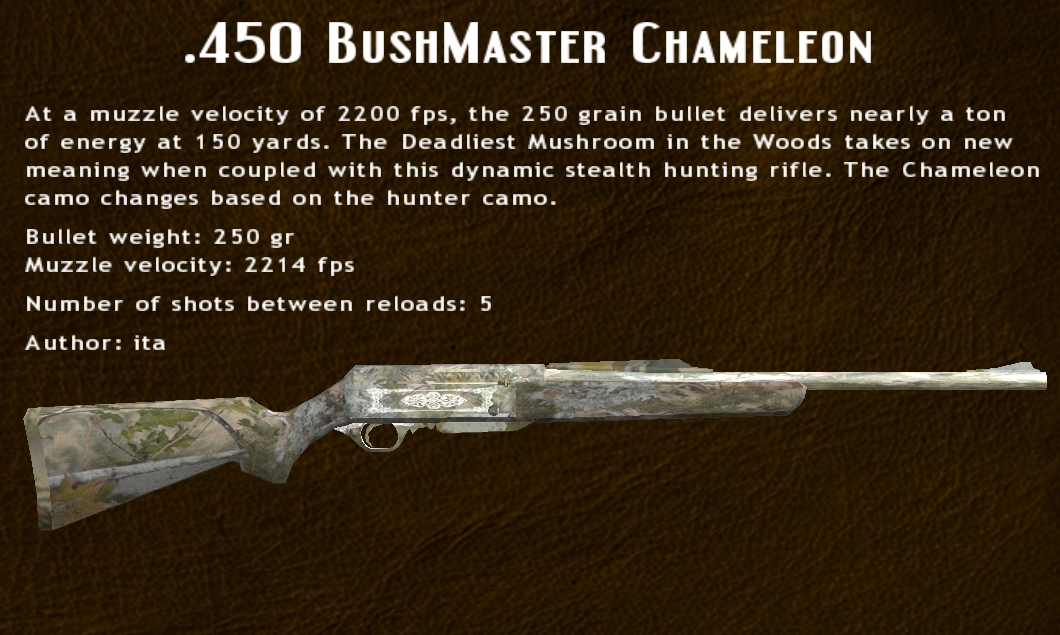 .450 BushMaster Chameleon
At a muzzle velocity of 2200 fps, the 250 grain bullet delivers nearly a ton
of energy at 150 yards. The Deadliest Mushroom in the Woods takes on new
meaning when coupled with this dynamic stealth hunting rifle. The Chameleon
camo changes based on the hunter camo.
Bullet weight: 250 gr
Muzzle velocity: 2214 fps
Number of shots between reloads: 5
Author: ita